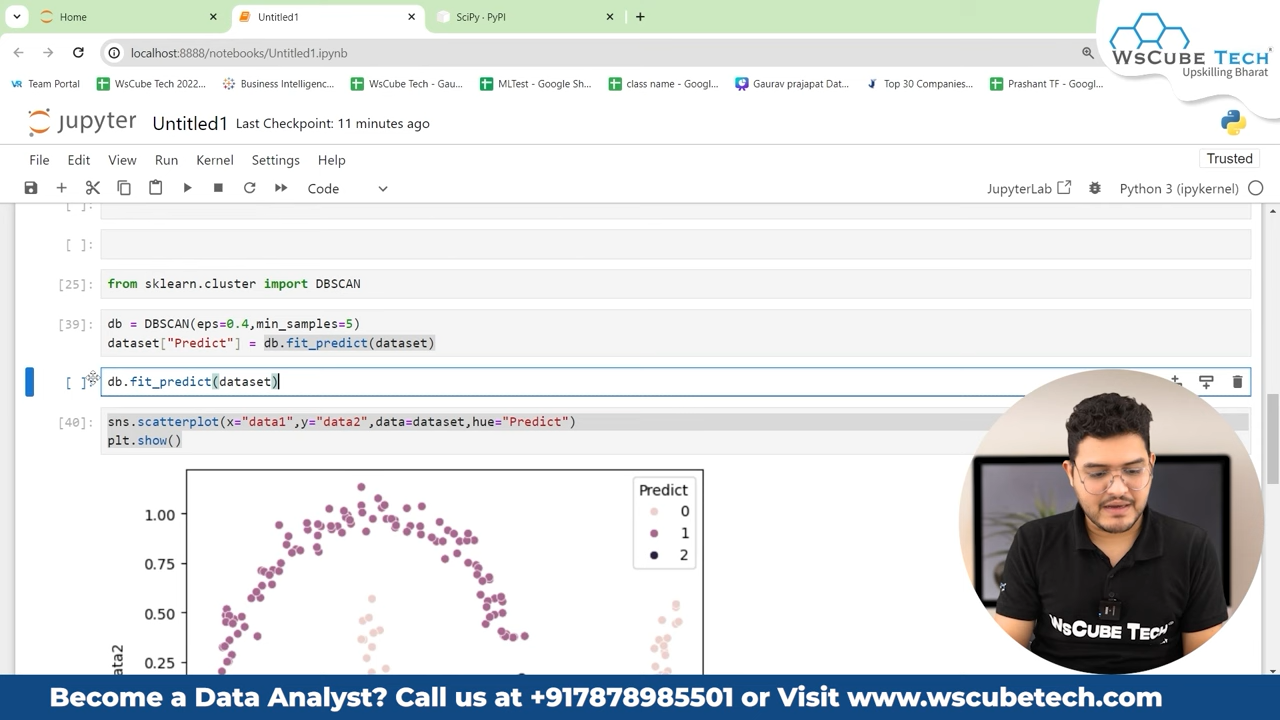 Home
Untitled1
SciPy · PyPI
localhost:8888/notebooks/Untitled1.ipynb
WsCube Tech
Upskilling Bharat
Team Portal
WsCube Tech 2022...
Business Intelligenc...
WsCube Tech - Gau...
MLTest - Google Sh...
class name - Googl...
Gaurav prajapat Dat...
Top 30 Companies...
Prashant TF - Googl...
jupyter Untitled1 Last Checkpoint: 11 minutes ago
File Edit View Run Kernel Settings Help
Trusted
Code
JupyterLab
Python 3 (ipykernel)
[ ]:
[ ]:
[25]: from sklearn.cluster import DBSCAN
[39]: db = DBSCAN(eps=0.4,min_samples=5)
dataset["Predict"] = db.fit_predict(dataset)
[ ] db.fit_predict(dataset)
[40]: sns.scatterplot(x="data1",y="data2",data=dataset,hue="Predict")
plt.show()
Predict
0
1
2
1.00
0.75
0.50
0.25
WsCube Tech
Become a Data Analyst? Call us at +917878985501 or Visit www.wscubetech.com